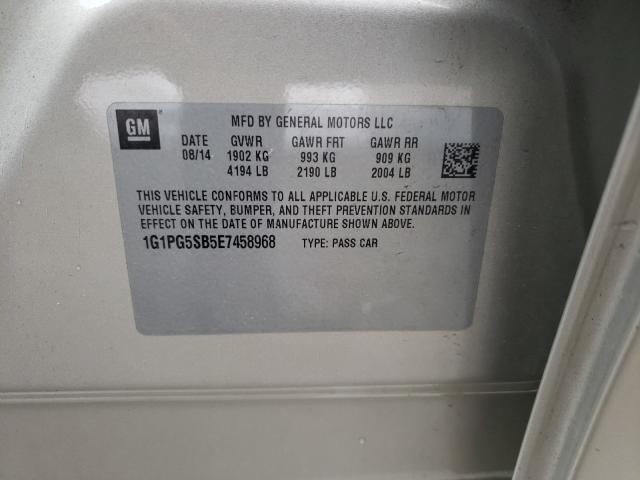 GM
MFD BY GENERAL MOTORS LLC
DATE GVWR GAWR FRT GAWR RR
08/14 1902 KG 993 KG 909 KG
4194 LB 2190 LB 2004 LB
THIS VEHICLE CONFORMS TO ALL APPLICABLE U.S. FEDERAL MOTOR
VEHICLE SAFETY, BUMPER, AND THEFT PREVENTION STANDARDS IN
EFFECT ON THE DATE OF MANUFACTURE SHOWN ABOVE.
1G1PG5SB5E7458968 TYPE: PASS CAR